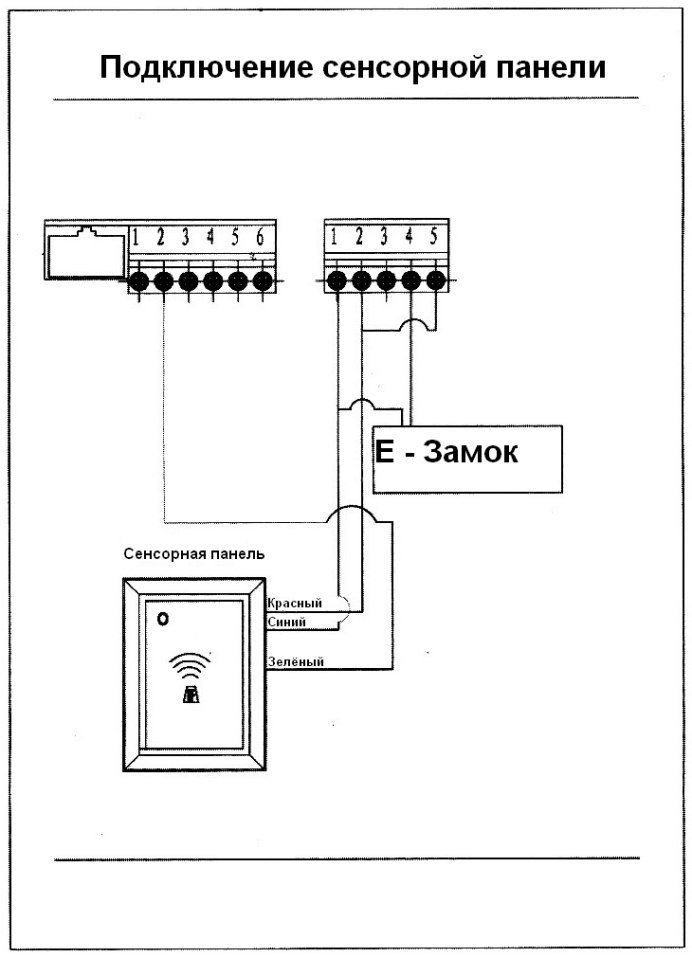 Подключение сенсорной панели
1 2 3 4 5 6
1 2 3 4 5
E - Замок
Сенсорная панель
Красный
Синий
Зелёный